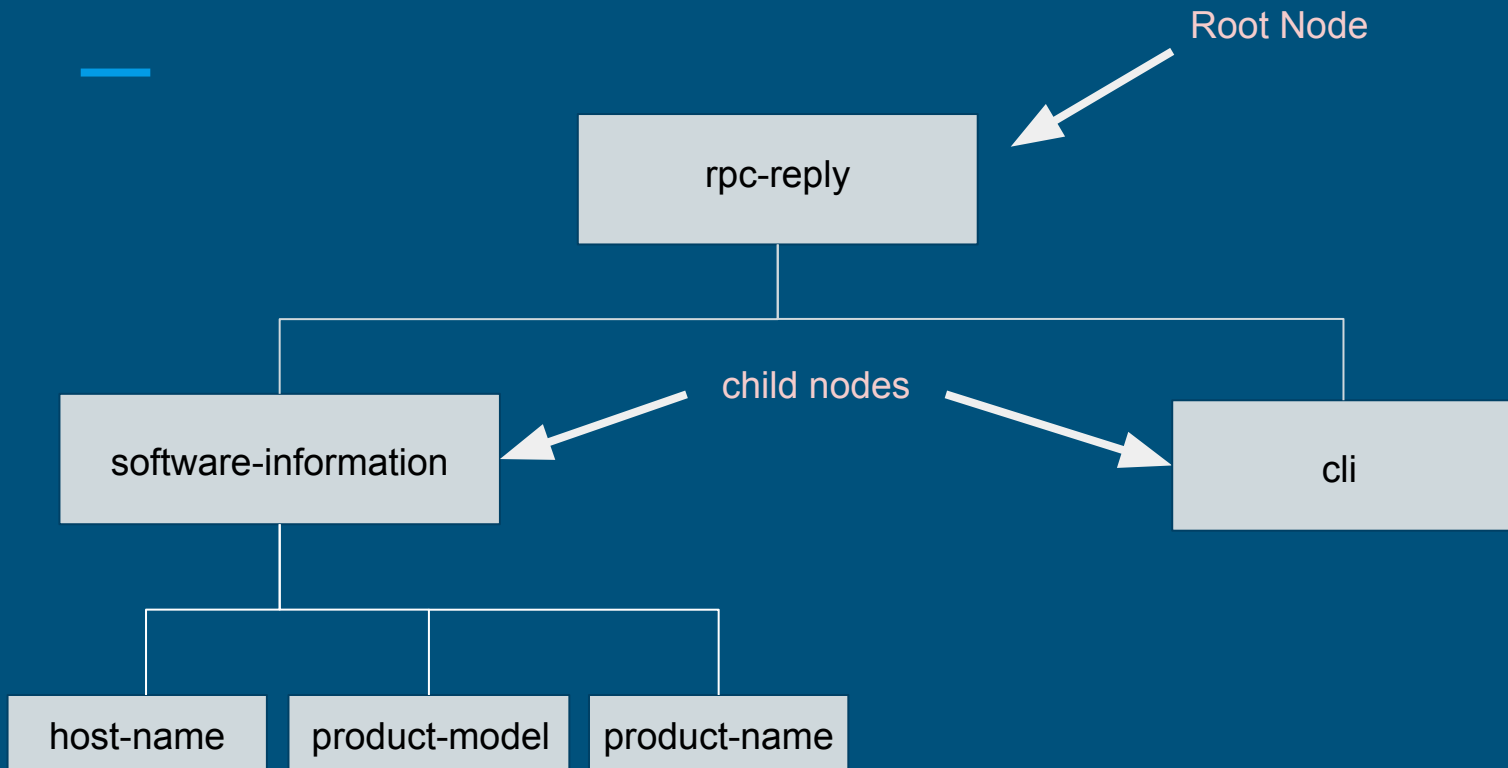 Root Node
rpc-reply
child nodes
software-information
cli
host-name
product-model
product-name